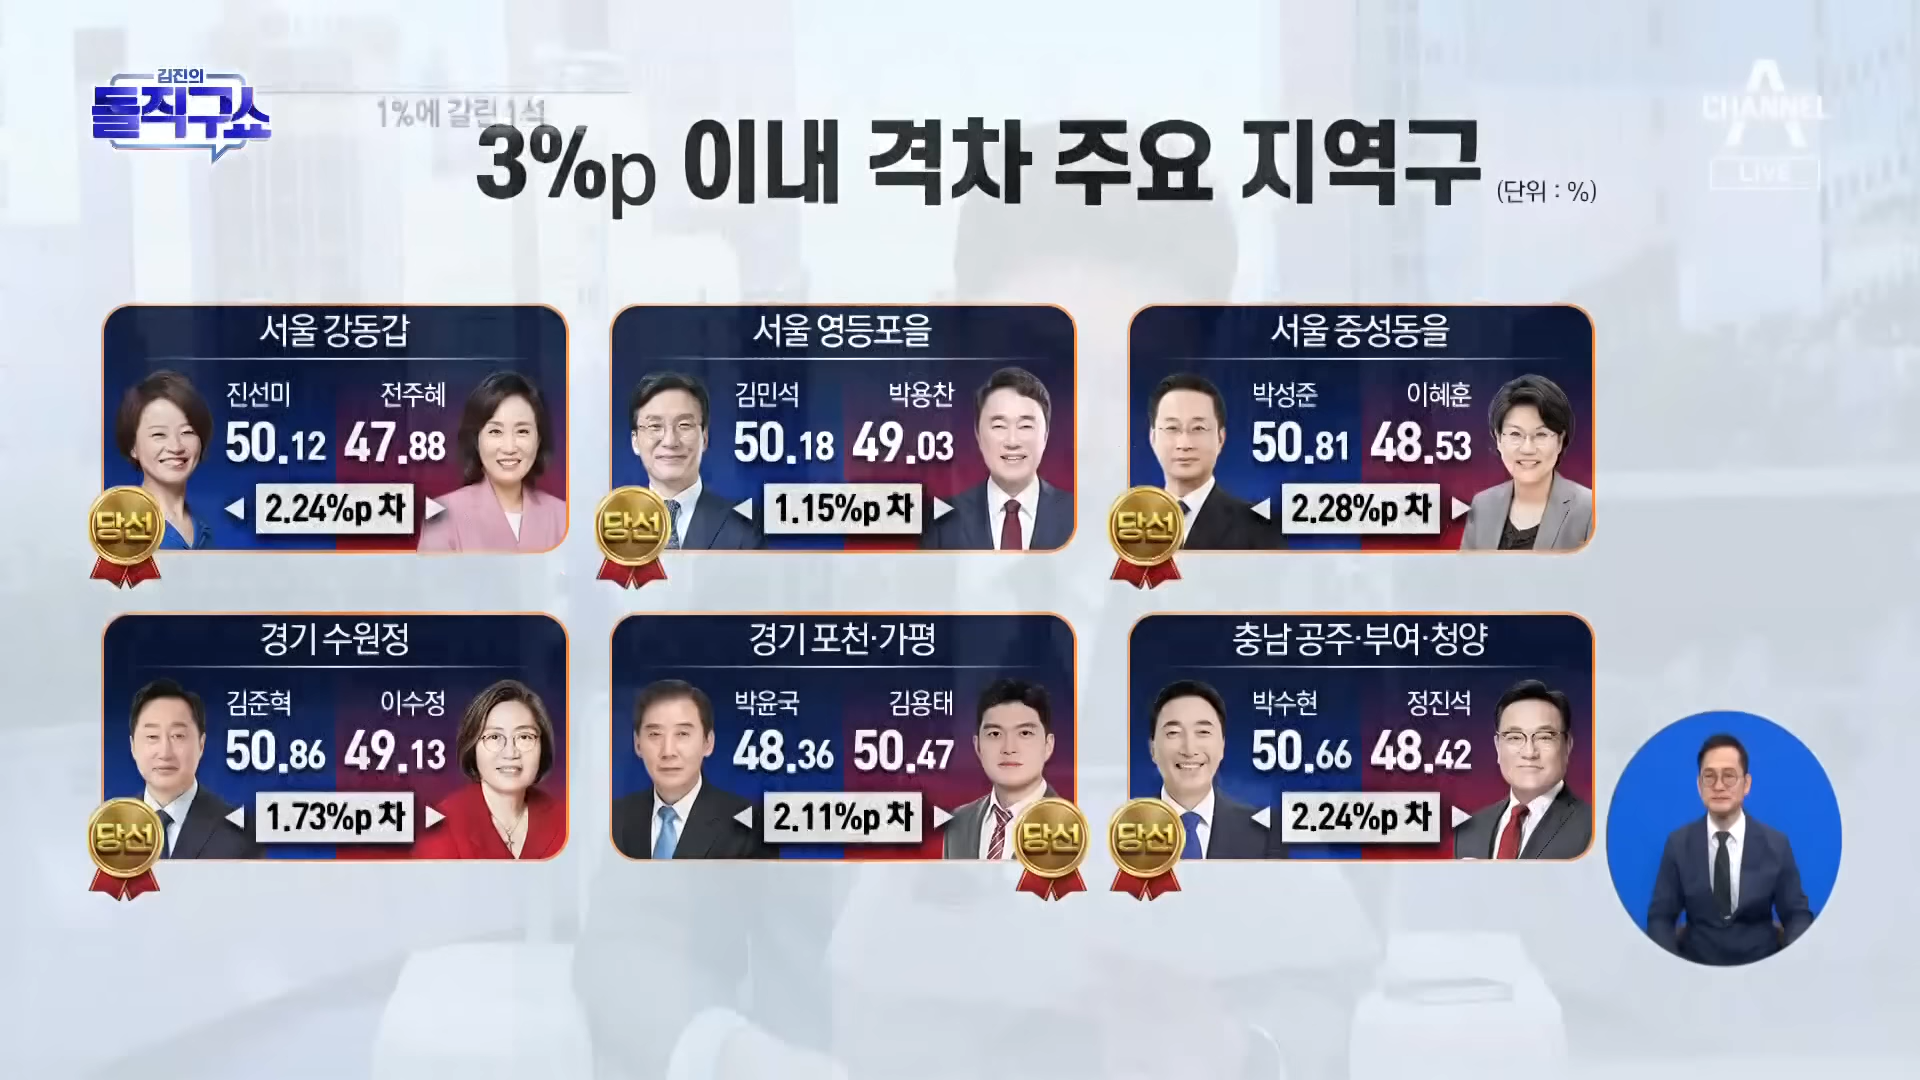 김진의
돌직구쇼
1%에 갈린 1석
3%p 이내 격차 주요 지역구 (단위 : %)
CHANNEL A
LIVE
서울 강동갑
진선미 전주혜
50.12 47.88
2.24%p 차
당선
서울 영등포을
김민석 박용찬
50.18 49.03
1.15%p 차
당선
서울 중성동을
박성준 이혜훈
50.81 48.53
2.28%p 차
당선
경기 수원정
김준혁 이수정
50.86 49.13
1.73%p 차
당선
경기 포천·가평
박윤국 김용태
48.36 50.47
2.11%p 차
당선
충남 공주·부여·청양
박수현 정진석
50.66 48.42
2.24%p 차
당선